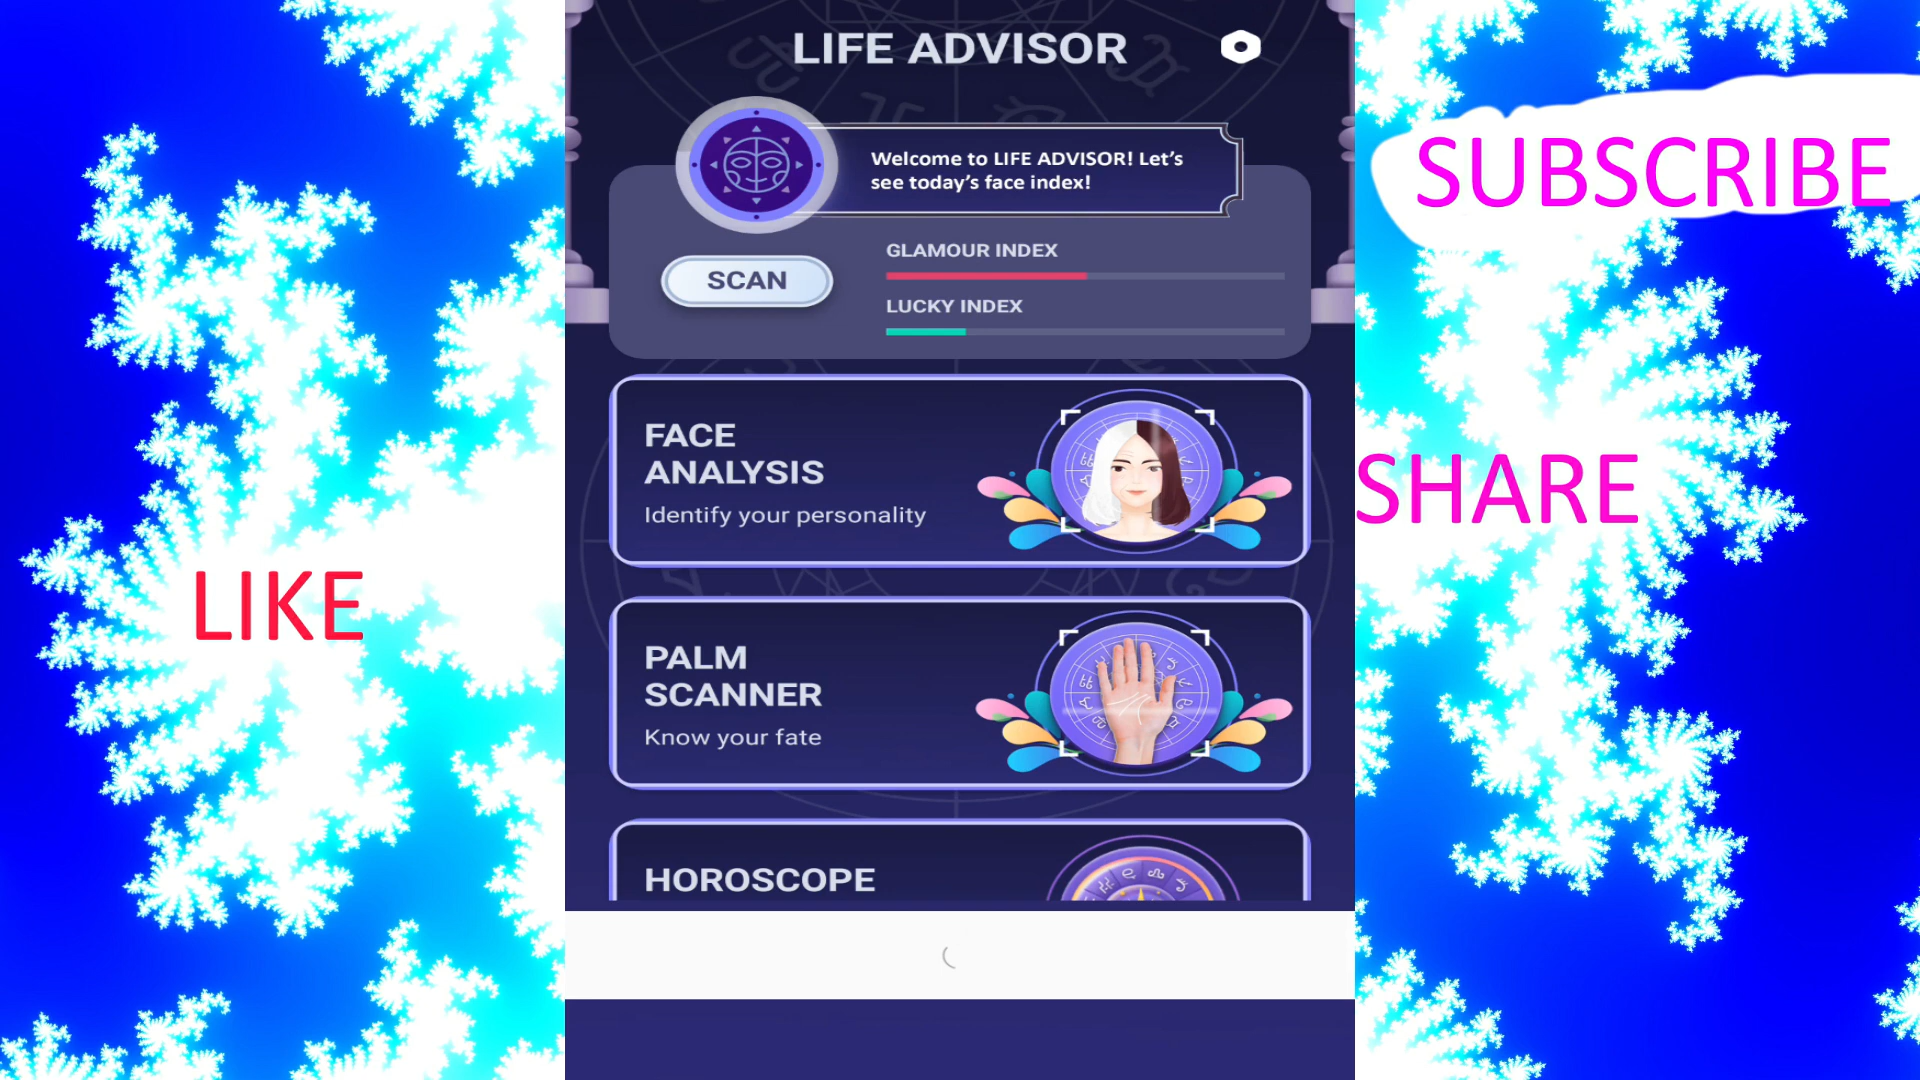 LIFE ADVISOR
Welcome to LIFE ADVISOR! Let’s
see today’s face index!
SCAN
GLAMOUR INDEX
LUCKY INDEX
FACE
ANALYSIS
Identify your personality
PALM
SCANNER
Know your fate
HOROSCOPE
LIKE
SUBSCRIBE
SHARE